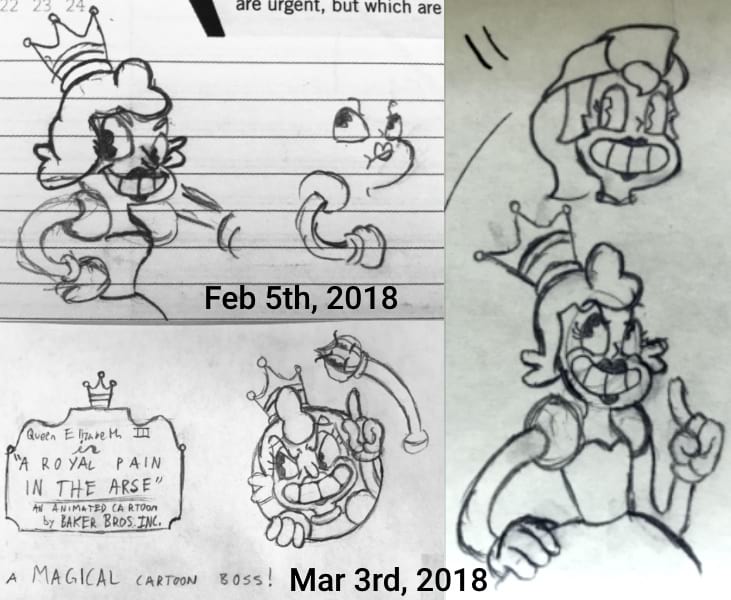 22 23 24
are urgent, but which are
Feb 5th, 2018
Queen Elizabeth III
in
"A ROYAL PAIN
IN THE ARSE"
AN ANIMATED CARTOON
by BAKER BROS. INC.
A MAGICAL CARTOON BOSS!
Mar 3rd, 2018